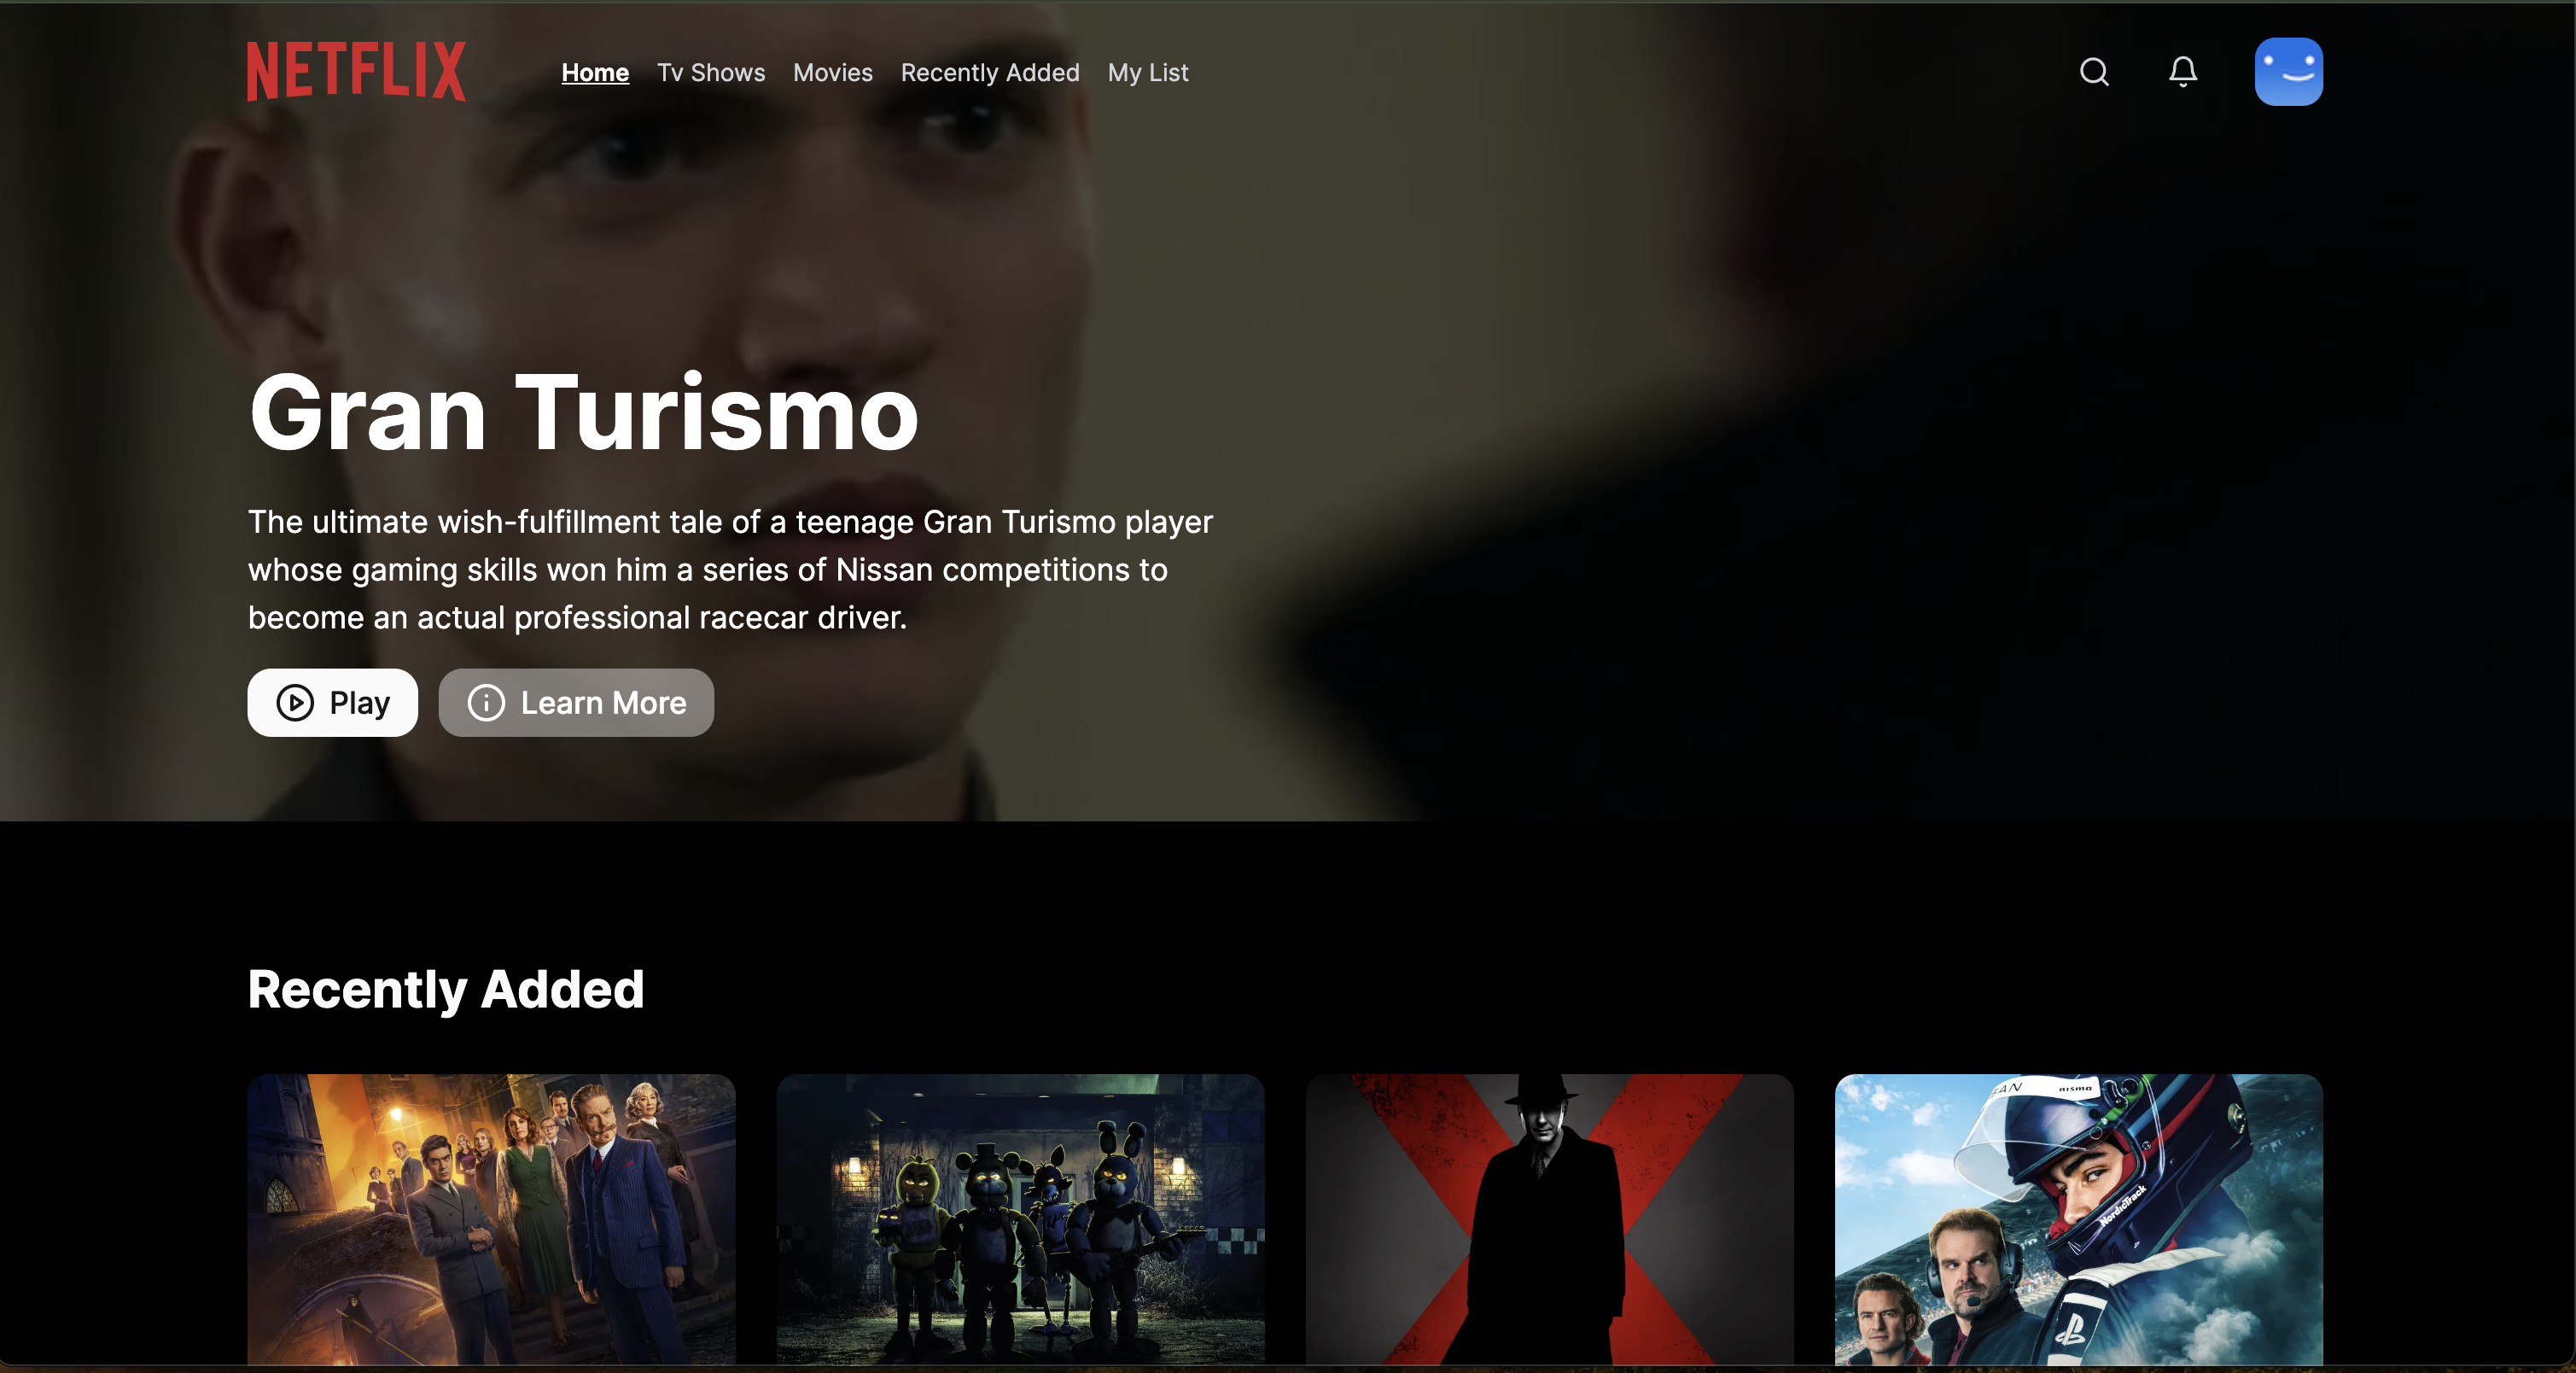 NETFLIX
Home Tv Shows Movies Recently Added My List
Gran Turismo
The ultimate wish-fulfillment tale of a teenage Gran Turismo player
whose gaming skills won him a series of Nissan competitions to
become an actual professional racecar driver.
Play Learn More
Recently Added
nismo
NordicTrack